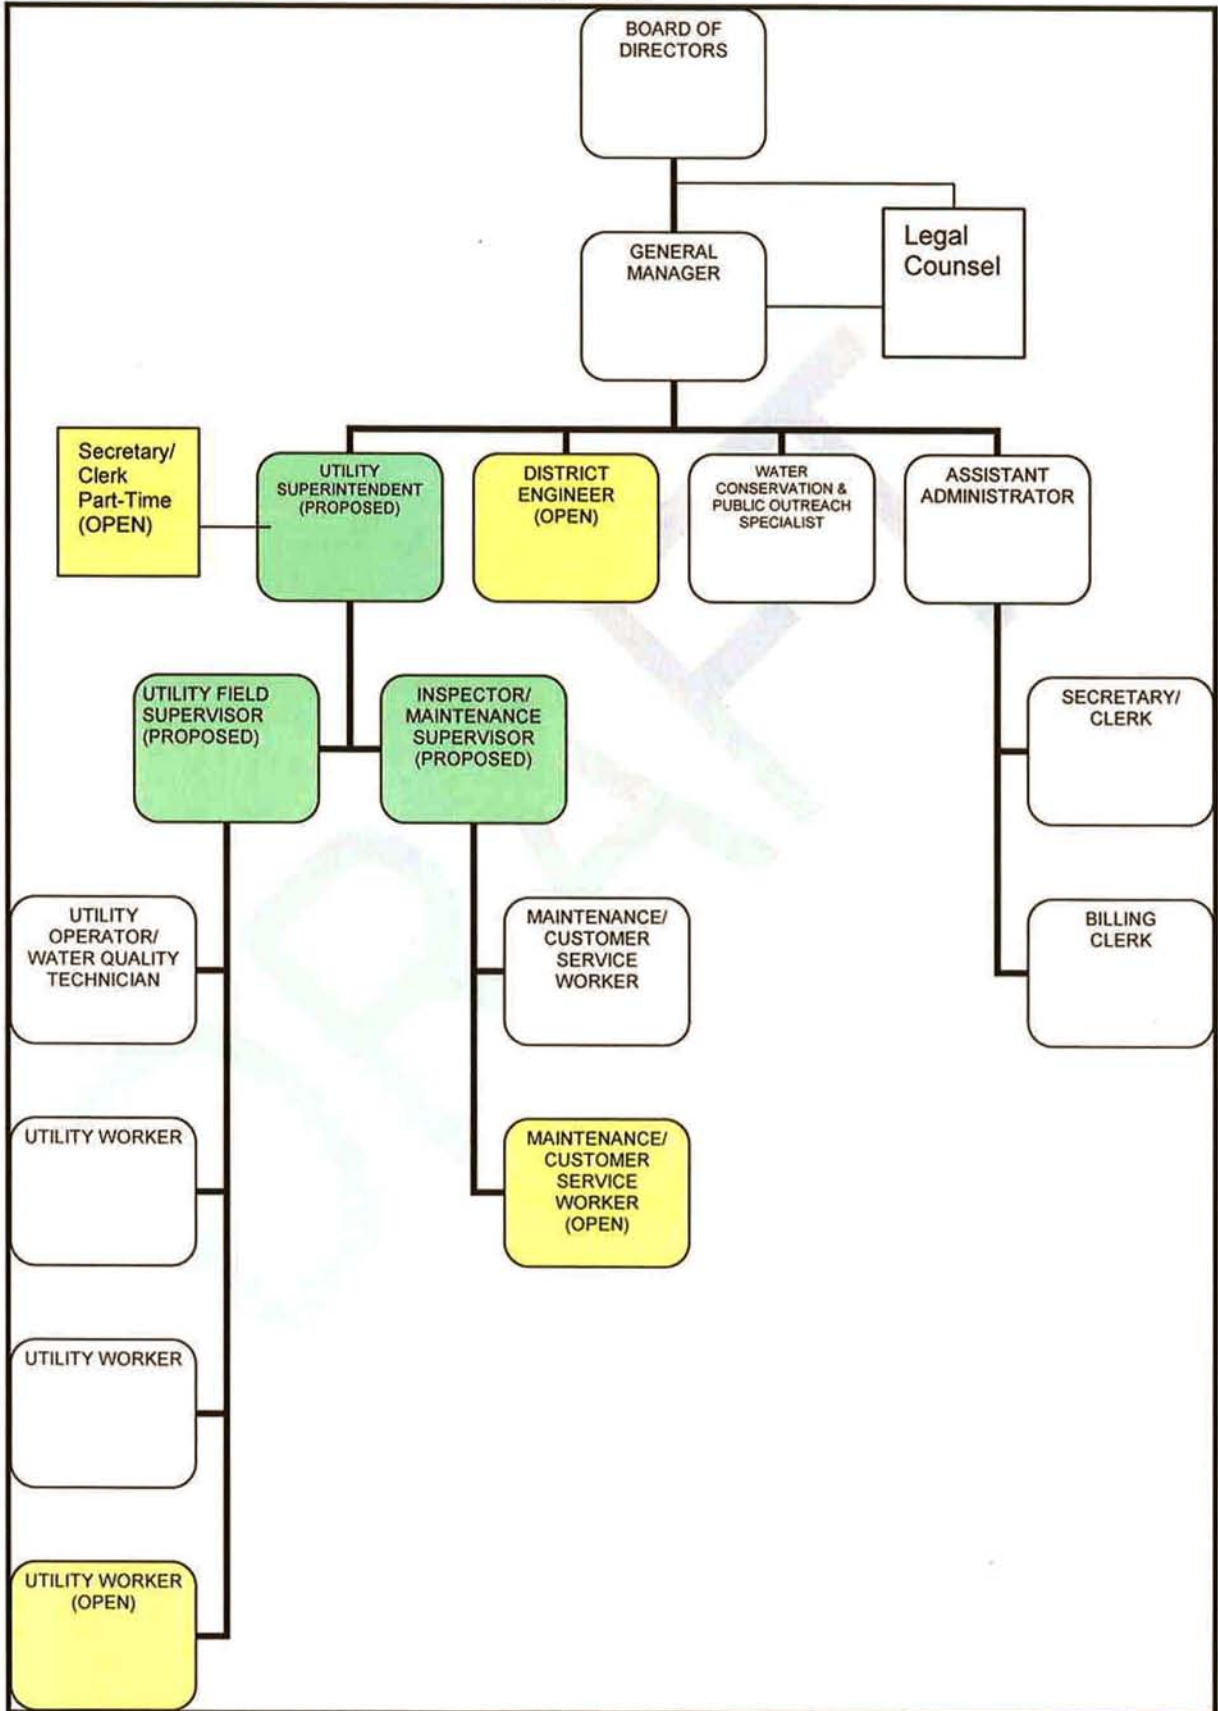 BOARD OF
DIRECTORS
GENERAL
MANAGER
Legal
Counsel
Secretary/
Clerk
Part-Time
(OPEN)
UTILITY
SUPERINTENDENT
(PROPOSED)
DISTRICT
ENGINEER
(OPEN)
WATER
CONSERVATION &
PUBLIC OUTREACH
SPECIALIST
ASSISTANT
ADMINISTRATOR
UTILITY FIELD
SUPERVISOR
(PROPOSED)
INSPECTOR/
MAINTENANCE
SUPERVISOR
(PROPOSED)
SECRETARY/
CLERK
UTILITY
OPERATOR/
WATER QUALITY
TECHNICIAN
MAINTENANCE/
CUSTOMER
SERVICE
WORKER
BILLING
CLERK
UTILITY WORKER
MAINTENANCE/
CUSTOMER
SERVICE
WORKER
(OPEN)
UTILITY WORKER
UTILITY WORKER
(OPEN)
DRAFT